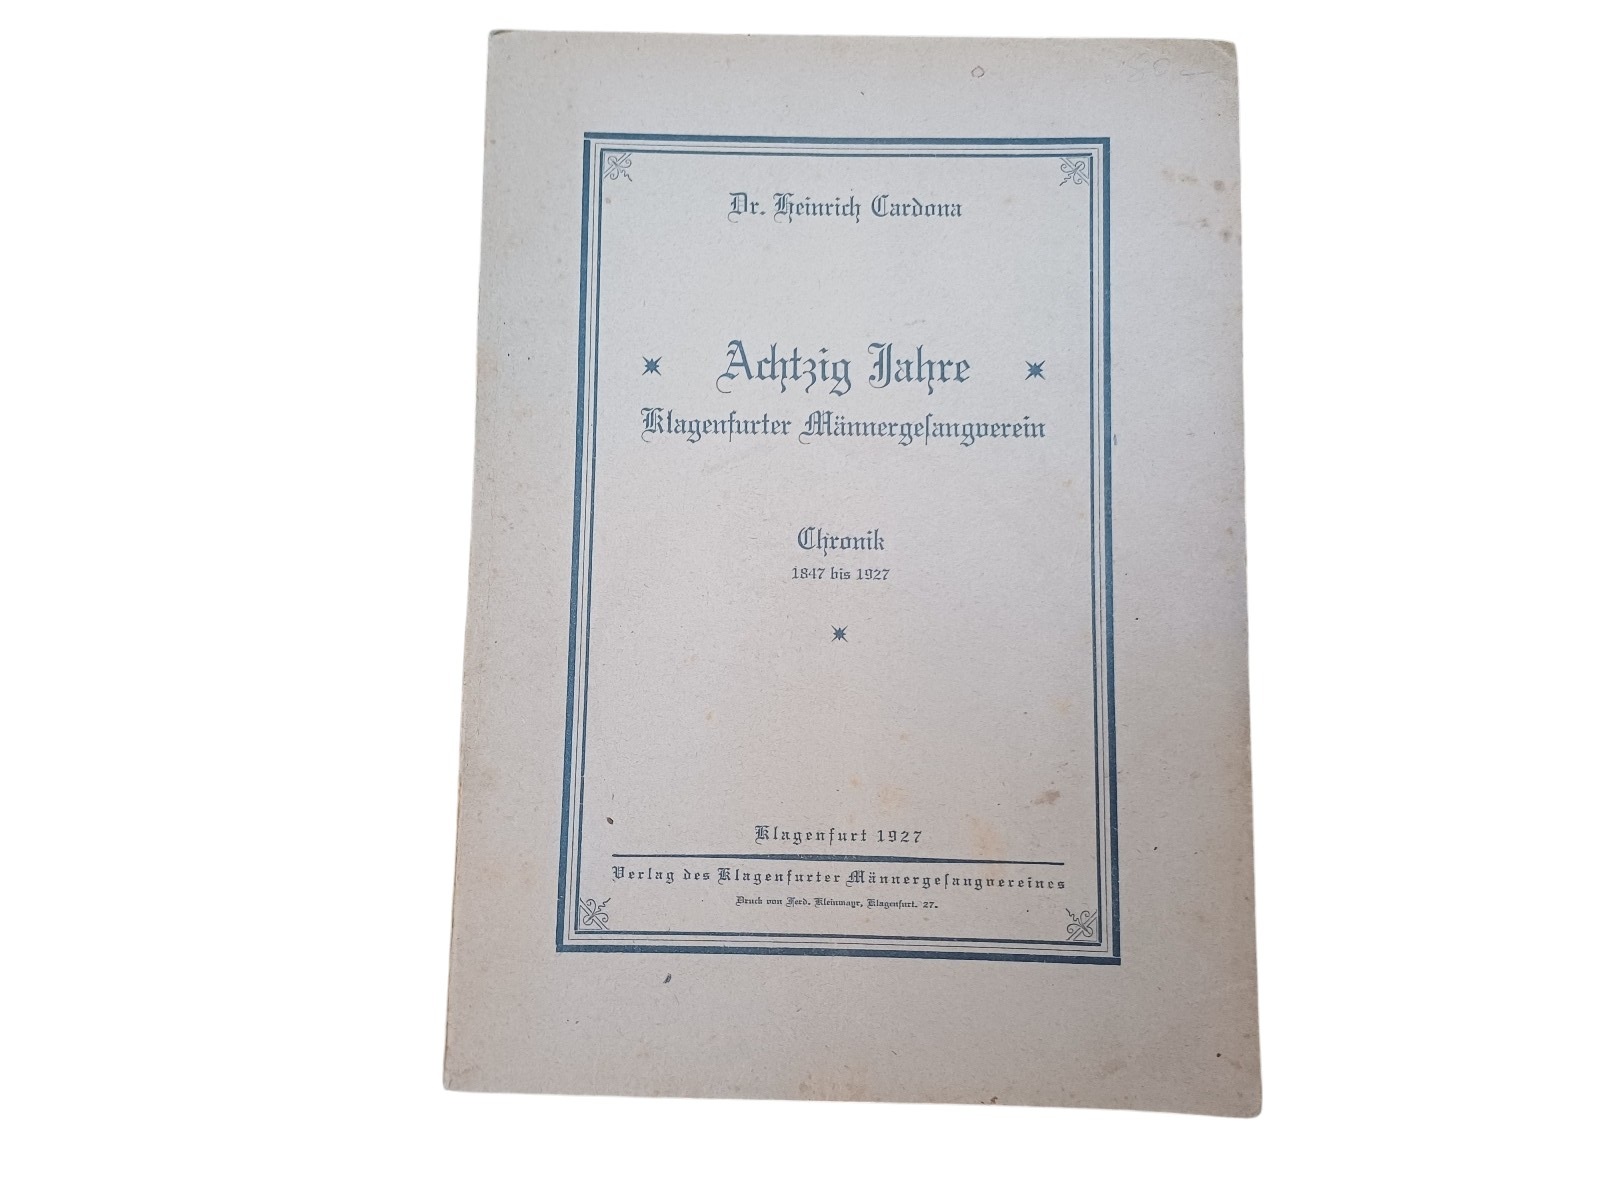 Dr. Heinrich Cardona
Achtzig Jahre
Klagenfurter Männergeſangverein
Chronik
1847 bis 1927
Klagenfurt 1927
Verlag des Klagenfurter Männergeſangvereines
Druck von Ferd. Kleinmayr, Klagenfurt. 27.